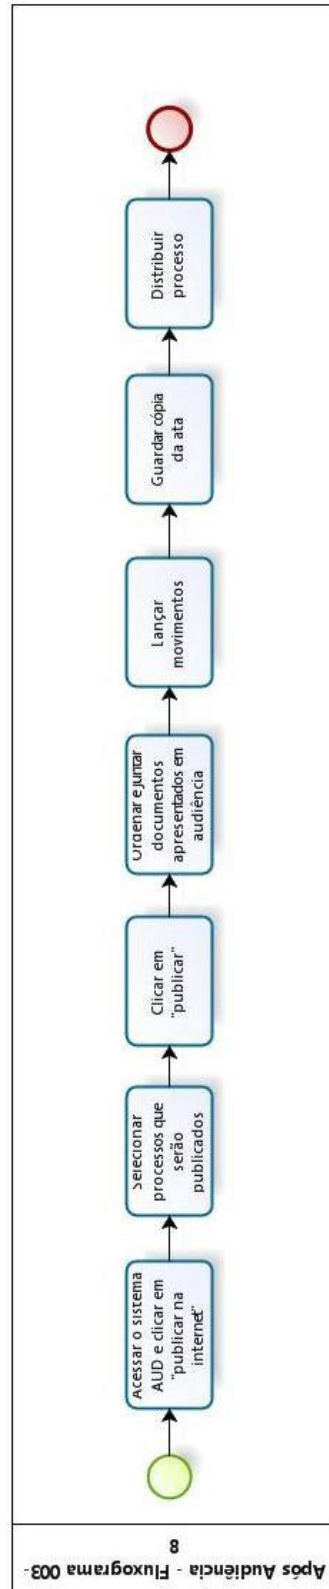 Após Audiência - Fluxograma 003-
8
Acessar o sistema
AUD e clicar em
"publicar na
internet"
Selecionar
processos que
serão
publicados
Clicar em
"publicar"
Ordenar e juntar
documentos
apresentados em
audiência
Lançar
movimentos
Guardar cópia
da ata
Distribuir
processo